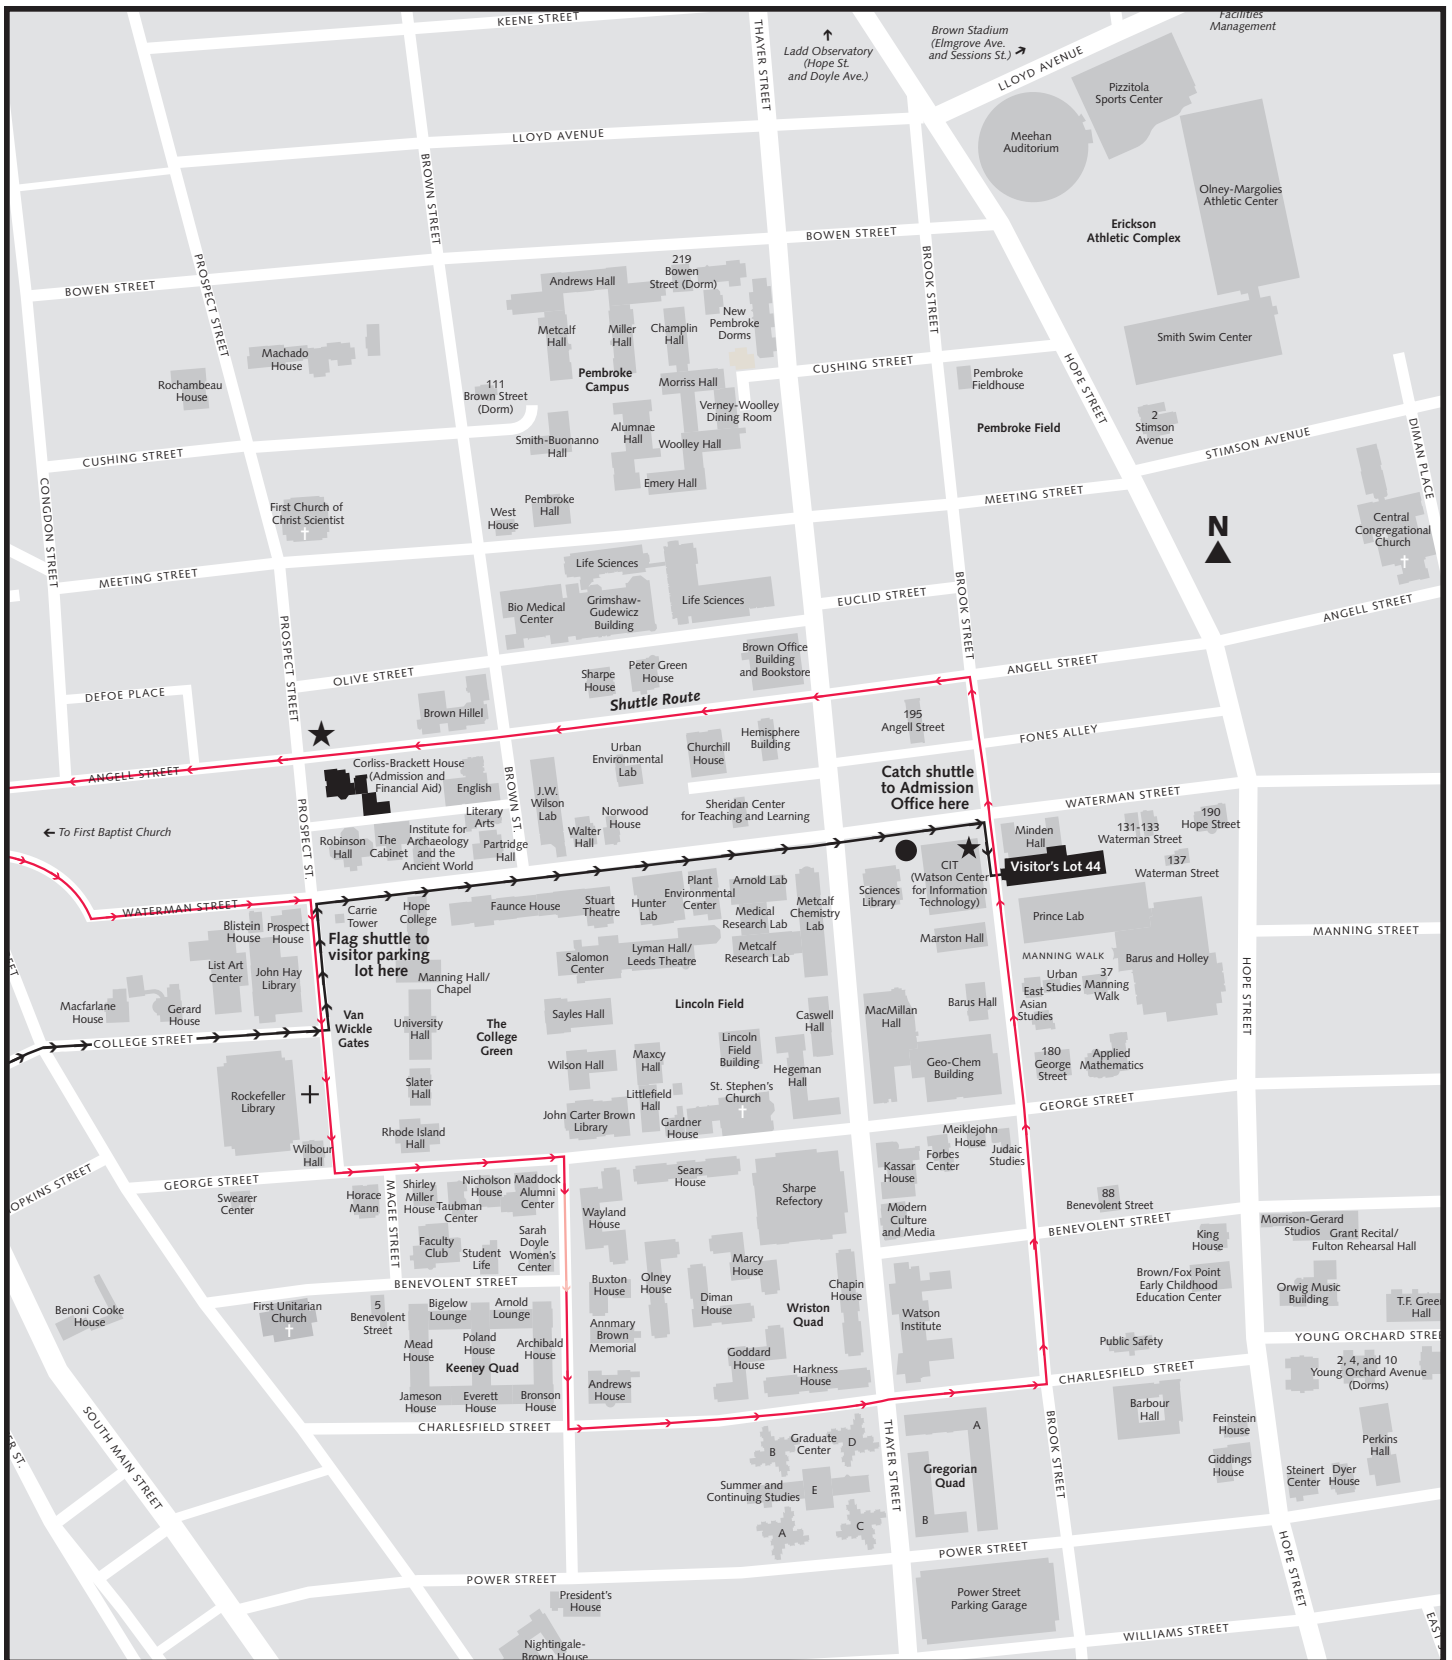 KEENE STREET
THAYER STREET
Ladd Observatory
(Hope St.
and Doyle Ave.)
Brown Stadium
(Elmgrove Ave.
and Sessions St.)
Facilities
Management
LLOYD AVENUE
Pizzitola
Sports Center
Meehan
Auditorium
LLOYD AVENUE
BROWN STREET
Olney-Margolies
Athletic Center
Erickson
Athletic Complex
BOWEN STREET
BROOK STREET
BOWEN STREET
PROSPECT STREET
Andrews Hall
219
Bowen
Street (Dorm)
New
Pembroke
Dorms
Metcalf
Hall
Miller
Hall
Champlin
Hall
Smith Swim Center
Machado
House
Rochambeau
House
Pembroke
Campus
Morriss Hall
CUSHING STREET
HOPE STREET
Pembroke
Fieldhouse
111
Brown Street
(Dorm)
Verney-Woolley
Dining Room
Alumnae
Hall
Woolley Hall
Smith-Buonanno
Hall
Pembroke Field
2
Stimson
Avenue
STIMSON AVENUE
DIMAN PLACE
CUSHING STREET
CONGDON STREET
Emery Hall
MEETING STREET
First Church of
Christ Scientist
West
House
Pembroke
Hall
N
Central
Congregational
Church
MEETING STREET
Life Sciences
Bio Medical
Center
Grimshaw-
Gudewicz
Building
Life Sciences
EUCLID STREET
BROOK STREET
ANGELL STREET
PROSPECT STREET
OLIVE STREET
Sharpe
House
Peter Green
House
Brown Office
Building
and Bookstore
ANGELL STREET
DEFOE PLACE
Shuttle Route
Brown Hillel
195
Angell Street
FONES ALLEY
Urban
Environmental
Lab
Churchill
House
Hemisphere
Building
ANGELL STREET
Corliss-Brackett House
(Admission and
Financial Aid)
English
BROWN ST.
J.W.
Wilson
Lab
Catch shuttle
to Admission
Office here
WATERMAN STREET
PROSPECT ST.
Literary
Arts
Norwood
House
Sheridan Center
for Teaching and Learning
To First Baptist Church
Robinson
Hall
The
Cabinet
Institute for
Archaeology
and the
Ancient World
Partridge
Hall
Walter
Hall
Minden
Hall
131-133
Waterman Street
190
Hope Street
137
Waterman Street
Visitor's Lot 44
CIT
(Watson Center
for Information
Technology)
Sciences
Library
WATERMAN STREET
Carrie
Tower
Hope
College
Faunce House
Stuart
Theatre
Hunter
Lab
Plant
Environmental
Center
Arnold Lab
Medical
Research Lab
Metcalf
Chemistry
Lab
Prince Lab
Blistein
House
Prospect
House
Flag shuttle to
visitor parking
lot here
Marston Hall
MANNING STREET
List Art
Center
John Hay
Library
Manning Hall/
Chapel
Salomon
Center
Lyman Hall/
Leeds Theatre
Metcalf
Research Lab
MANNING WALK
Barus and Holley
Urban
Studies
37
Manning
Walk
East
Asian
Studies
Barus Hall
Macfarlane
House
Gerard
House
Van
Wickle
Gates
University
Hall
The
College
Green
Sayles Hall
Lincoln Field
Caswell
Hall
MacMillan
Hall
HOPE STREET
COLLEGE STREET
Lincoln
Field
Building
Wilson Hall
Maxcy
Hall
Hegeman
Hall
Geo-Chem
Building
180
George
Street
Applied
Mathematics
Rockefeller
Library
Slater
Hall
Littlefield
Hall
St. Stephen's
Church
John Carter Brown
Library
Gardner
House
GEORGE STREET
Rhode Island
Hall
Wilbour
Hall
Meiklejohn
House
Forbes
Center
Judaic
Studies
Kassar
House
GEORGE STREET
Swearer
Center
Horace
Mann
MAGEE STREET
Shirley
Miller
House
Nicholson
House
Maddock
Alumni
Center
Taubman
Center
Sears
House
Sharpe
Refectory
Wayland
House
Modern
Culture
and Media
88
Benevolent Street
BENEVOLENT STREET
Faculty
Club
Student
Life
Sarah
Doyle
Women's
Center
King
House
Morrison-Gerard
Studios
Grant Recital/
Fulton Rehearsal Hall
BENEVOLENT STREET
Buxton
House
Olney
House
Marcy
House
Chapin
House
Brown/Fox Point
Early Childhood
Education Center
Orwig Music
Building
Benoni Cooke
House
First Unitarian
Church
5
Benevolent
Street
Bigelow
Lounge
Arnold
Lounge
Diman
House
Wriston
Quad
Watson
Institute
Mead
House
Poland
House
Archibald
House
Annmary
Brown
Memorial
Public Safety
Keeney Quad
Goddard
House
Harkness
House
CHARLESFIELD STREET
2, 4, and 10
Young Orchard Avenue
(Dorms)
Jameson
House
Everett
House
Bronson
House
Andrews
House
CHARLESFIELD STREET
SOUTH MAIN STREET
THAYER STREET
BROOK STREET
Barbour
Hall
Feinstein
House
Giddings
House
Perkins
Hall
Steinert
Center
Dyer
House
Graduate
Center
B
D
Summer and
Continuing Studies
E
A
C
A
Gregorian
Quad
B
POWER STREET
HOPE STREET
POWER STREET
President's
House
Power Street
Parking Garage
WILLIAMS STREET
Nightingale-
Brown House